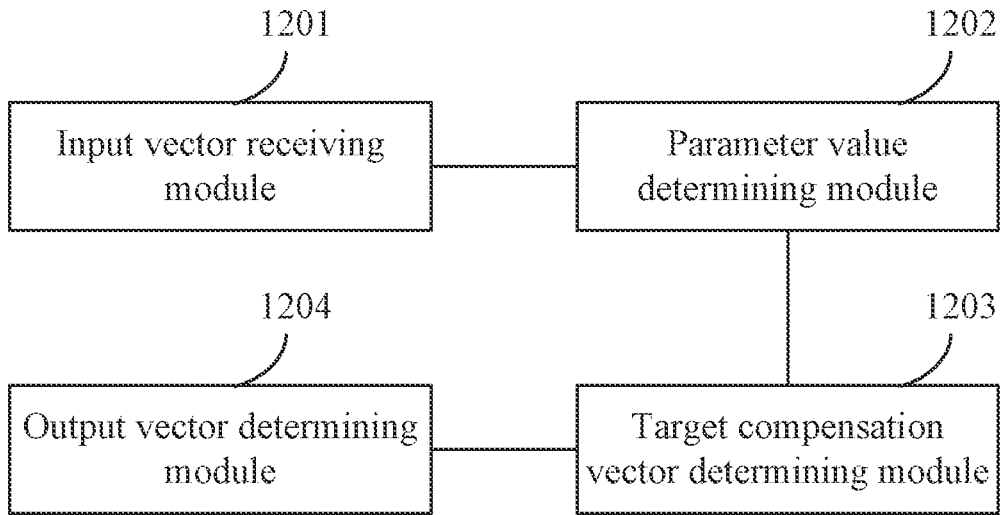 1201
1202
Input vector receiving
module
Parameter value
determining module
1204
1203
Output vector determining
module
Target compensation
vector determining module